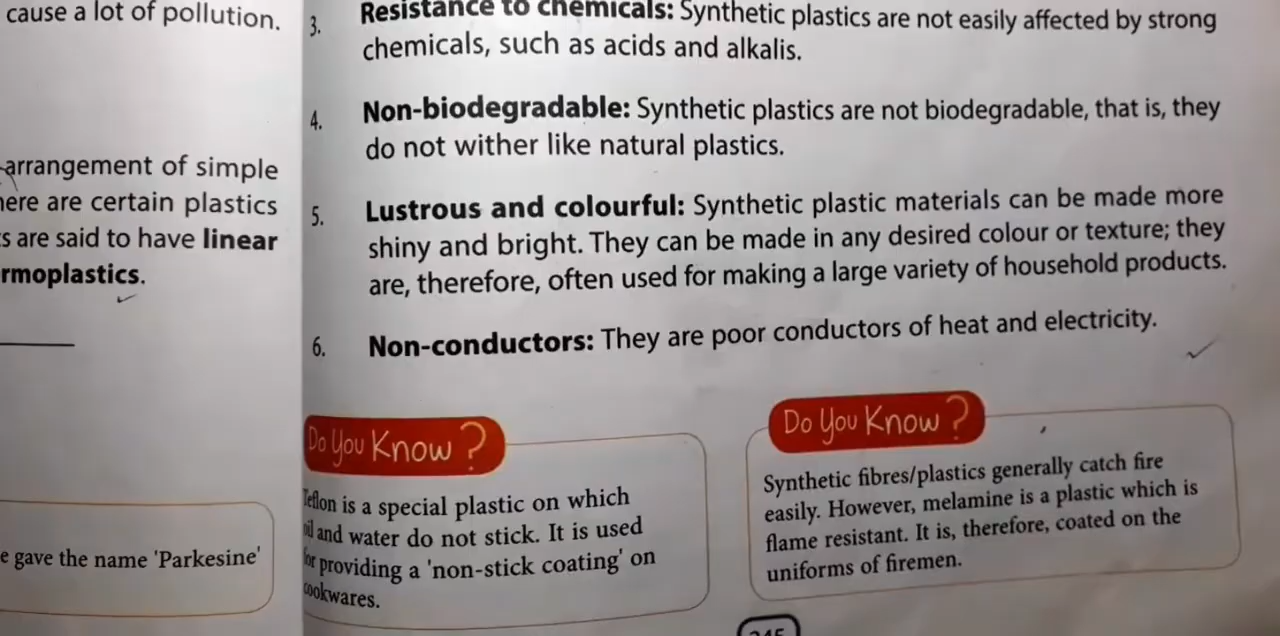 cause a lot of pollution.
arrangement of simple
are certain plastics
are said to have linear
3. Resistance to chemicals: Synthetic plastics are not easily affected by strong
chemicals, such as acids and alkalis.
4. Non-biodegradable: Synthetic plastics are not biodegradable, that is, they
do not wither like natural plastics.
5. Lustrous and colourful: Synthetic plastic materials can be made more
shiny and bright. They can be made in any desired colour or texture; they
are, therefore, often used for making a large variety of household products.
6. Non-conductors: They are poor conductors of heat and electricity.
gave the name 'Parkesine'
Do You Know?
Teflon is a special plastic on which
oil and water do not stick. It is used
for providing a 'non-stick coating' on
cookwares.
Do You Know?
Synthetic fibres/plastics generally catch fire
easily. However, melamine is a plastic which is
flame resistant. It is, therefore, coated on the
uniforms of firemen.